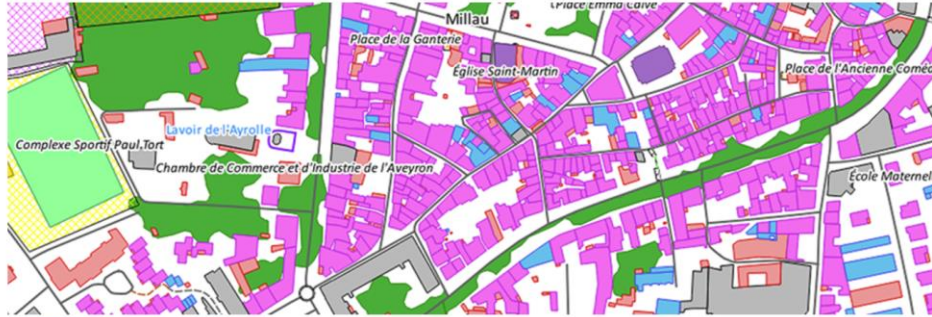 Place Emma Calvé
Millau
Place de la Ganterie
Église Saint-Martin
Place de l'Ancienne Coméd
Lavoir de l'Ayrolle
Complexe Sportif Paul Tort
Chambre de Commerce et d'Industrie de l'Aveyron
École Maternel